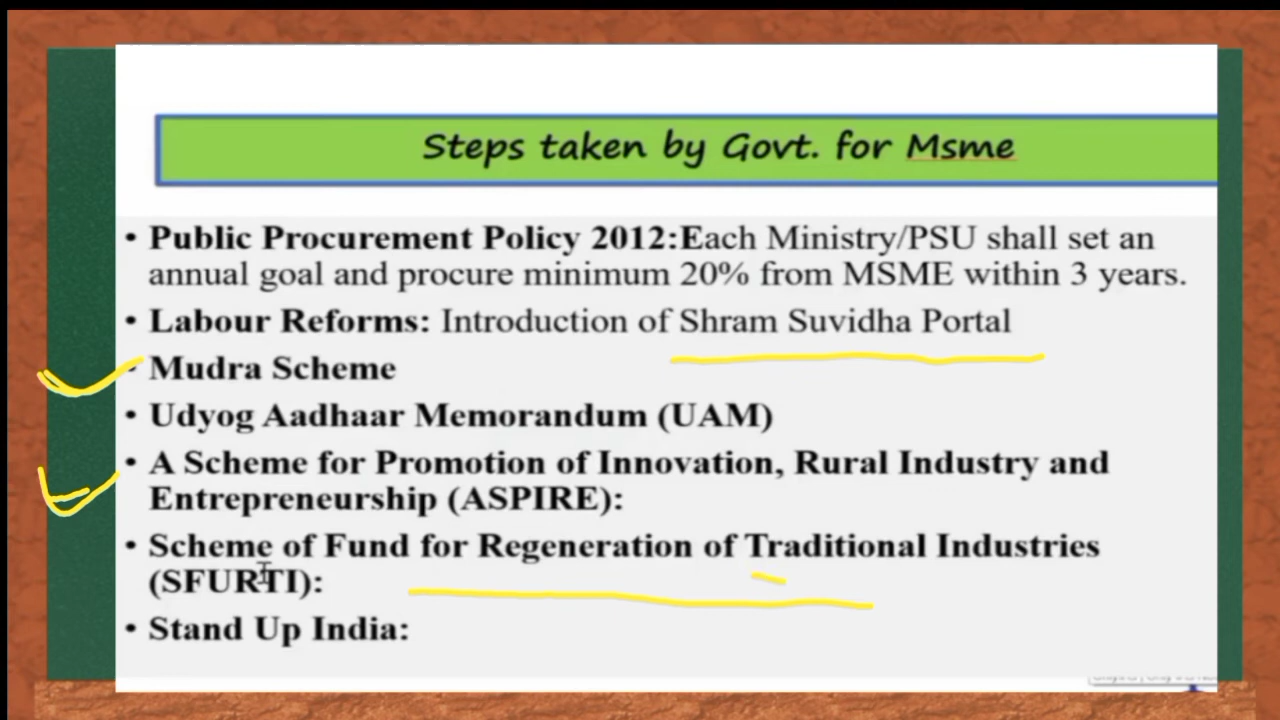 Steps taken by Govt. for Msme
• Public Procurement Policy 2012:Each Ministry/PSU shall set an
annual goal and procure minimum 20% from MSME within 3 years.
• Labour Reforms: Introduction of Shram Suvidha Portal
• Mudra Scheme
• Udyog Aadhaar Memorandum (UAM)
• A Scheme for Promotion of Innovation, Rural Industry and
Entrepreneurship (ASPIRE):
• Scheme of Fund for Regeneration of Traditional Industries
(SFURTI):
• Stand Up India: